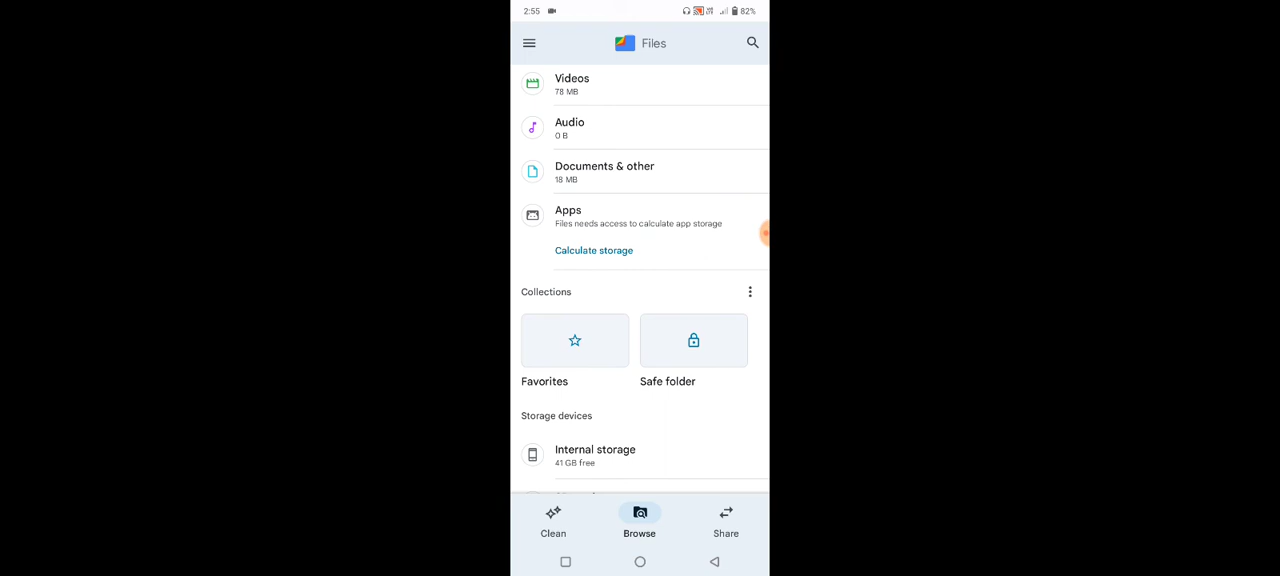 2:55 82%
Files
Videos
78 MB
Audio
0 B
Documents & other
18 MB
Apps
Files needs access to calculate app storage
Calculate storage
Collections
Favorites Safe folder
Storage devices
Internal storage
41 GB free
Clean Browse Share